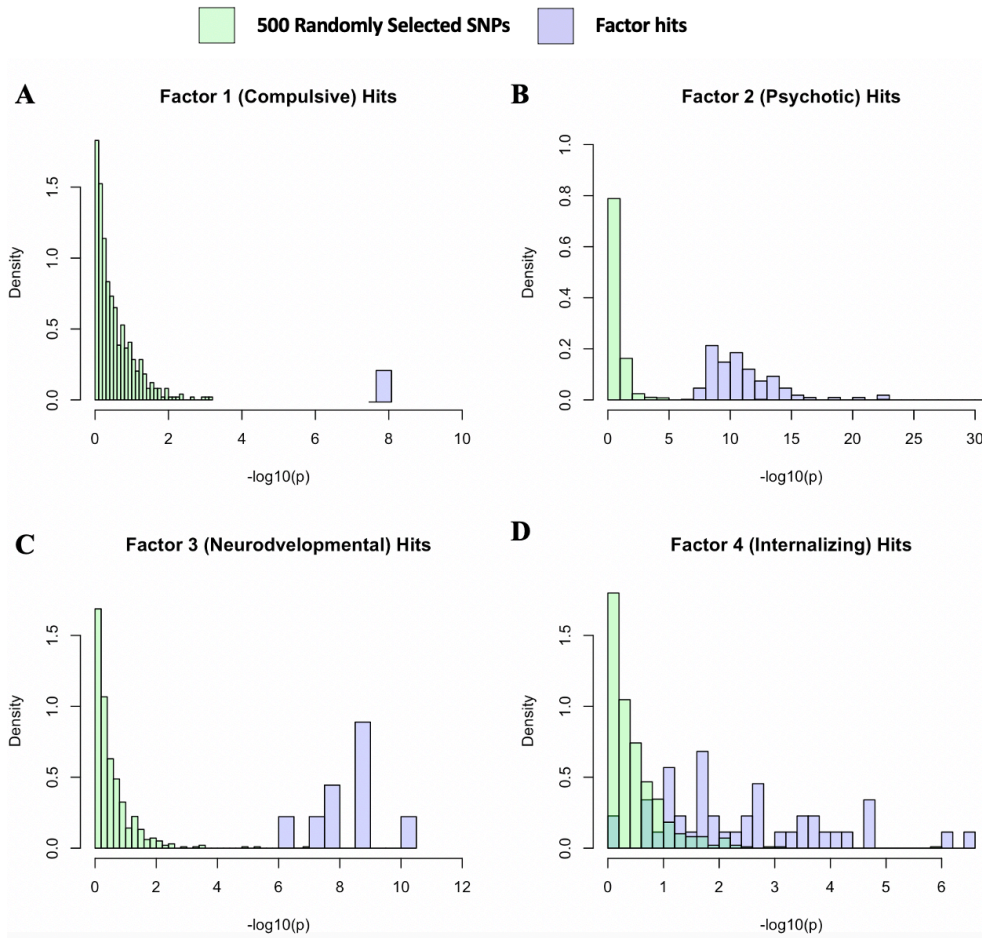 500 Randomly Selected SNPs Factor hits
A Factor 1 (Compulsive) Hits
Density
0.0 0.5 1.0 1.5
0 2 4 6 8 10
-log10(p)
B Factor 2 (Psychotic) Hits
Density
0.0 0.2 0.4 0.6 0.8 1.0
0 5 10 15 20 25 30
-log10(p)
C Factor 3 (Neurodvelopmental) Hits
Density
0.0 0.5 1.0 1.5
0 2 4 6 8 10 12
-log10(p)
D Factor 4 (Internalizing) Hits
Density
0.0 0.5 1.0 1.5
0 1 2 3 4 5 6
-log10(p)